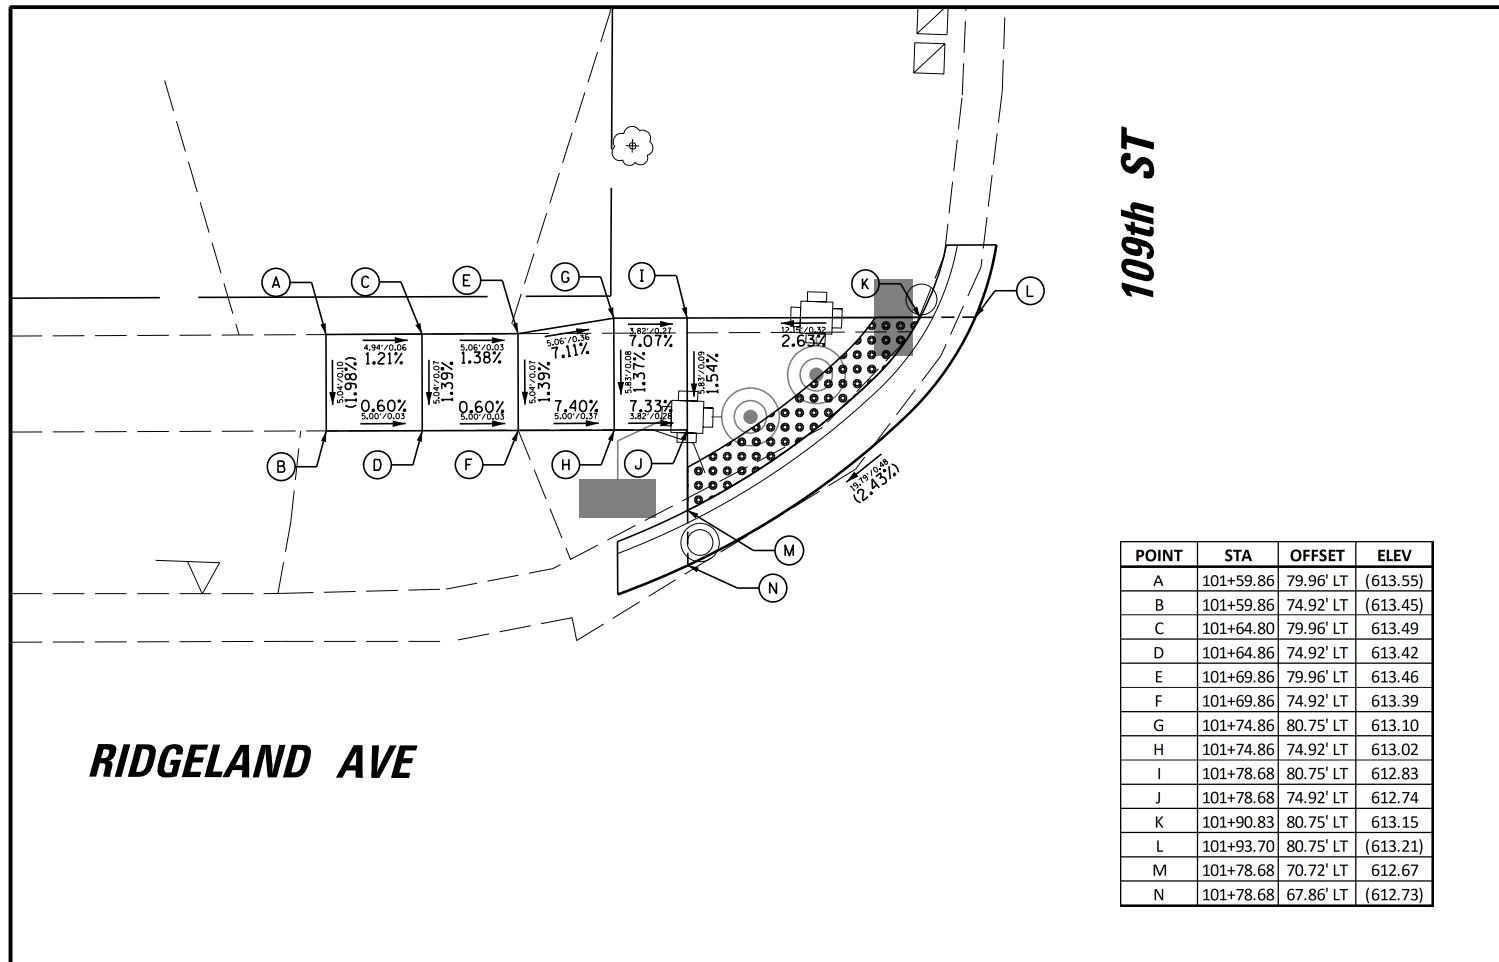 109th ST
A
C
E
G
I
K
L
4.94'/0.06
1.21%
5.06'/0.03
1.38%
5.06'/0.36
7.11%
3.82'/0.27
7.07%
12.15'/0.32
2.63%
5.04'/0.10
(1.98%)
5.04'/0.07
1.39%
5.04'/0.07
1.39%
5.83'/0.08
1.37%
5.83'/0.09
1.54%
0.60%
5.00'/0.03
0.60%
5.00'/0.03
7.40%
5.00'/0.37
7.33%
3.82'/0.28
B
D
F
H
J
19.79'/0.48
(2.43%)
M
N
RIDGELAND AVE
POINT STA OFFSET ELEV
A 101+59.86 79.96' LT (613.55)
B 101+59.86 74.92' LT (613.45)
C 101+64.80 79.96' LT 613.49
D 101+64.86 74.92' LT 613.42
E 101+69.86 79.96' LT 613.46
F 101+69.86 74.92' LT 613.39
G 101+74.86 80.75' LT 613.10
H 101+74.86 74.92' LT 613.02
I 101+78.68 80.75' LT 612.83
J 101+78.68 74.92' LT 612.74
K 101+90.83 80.75' LT 613.15
L 101+93.70 80.75' LT (613.21)
M 101+78.68 70.72' LT 612.67
N 101+78.68 67.86' LT (612.73)